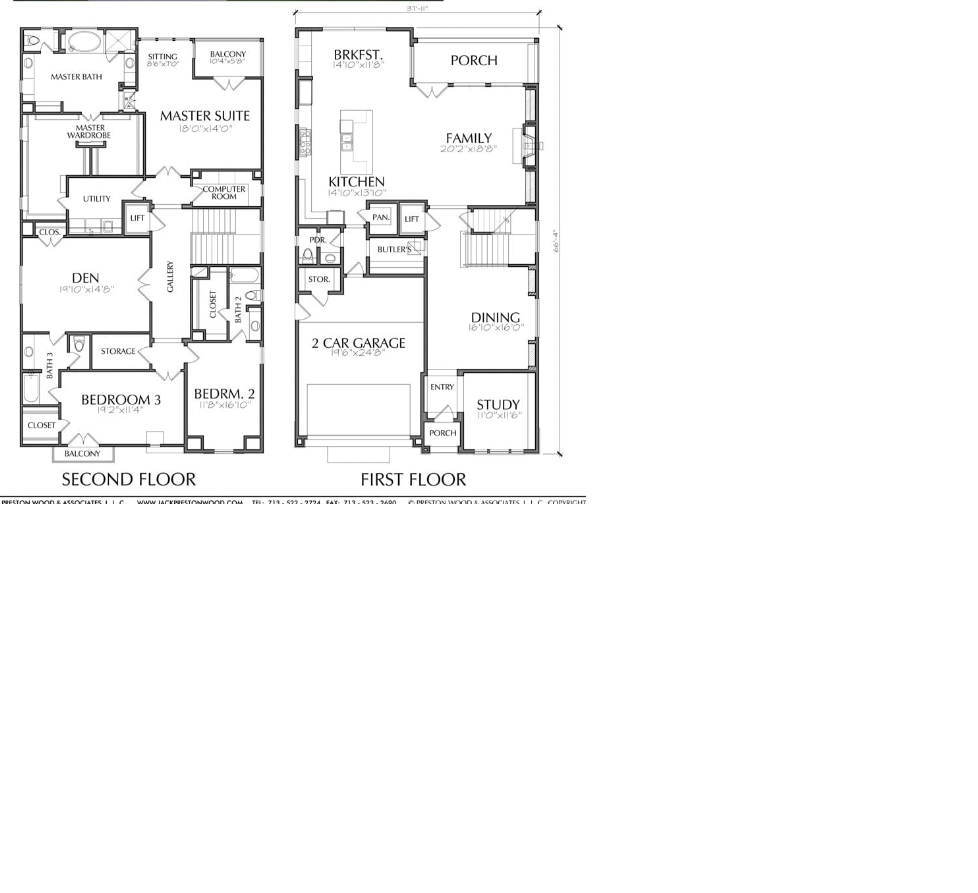 37'-11"
SITTING
8'6"x7'0"
BALCONY
10'4"x5'8"
MASTER BATH
MASTER SUITE
18'0"x14'0"
MASTER
WARDROBE
UTILITY
COMPUTER
ROOM
LIFT
CLOS.
DEN
19'10"x14'8"
GALLERY
CLOSET
BATH 2
STORAGE
BATH 3
BEDROOM 3
19'2"x11'4"
BEDRM. 2
11'8"x16'10"
CLOSET
BALCONY
SECOND FLOOR
BRKFST.
14'10"x11'8"
PORCH
FAMILY
20'2"x18'8"
KITCHEN
14'10"x13'10"
PAN.
LIFT
PDR.
BUTLER'S
STOR.
66'-4"
DINING
16'10"x16'0"
2 CAR GARAGE
19'6"x24'8"
ENTRY
STUDY
11'0"x11'6"
PORCH
FIRST FLOOR
PRESTON WOOD & ASSOCIATES, L.L.C. WWW.JACKPRESTONWOOD.COM TEL: 713 - 522 - 2724 FAX: 713 - 523 - 2690 © PRESTON WOOD & ASSOCIATES, L.L.C. COPYRIGHT